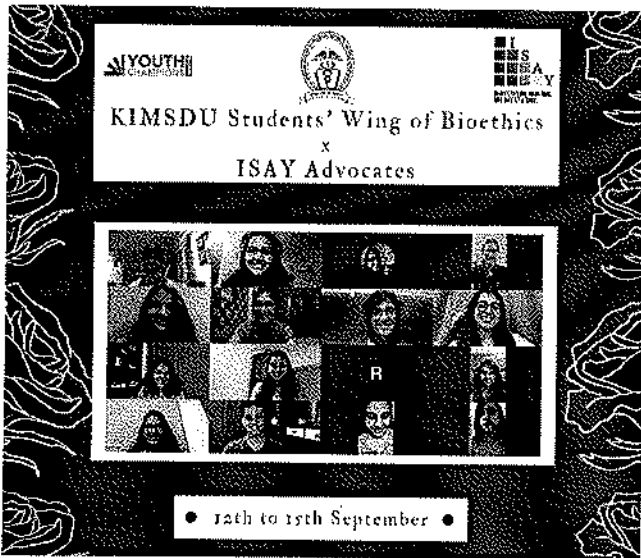 YOUTH
CHAMPIONS
I
S
A
Y
KIMSDU Students' Wing of Bioethics
x
ISAY Advocates
R
● 12th to 15th September ●